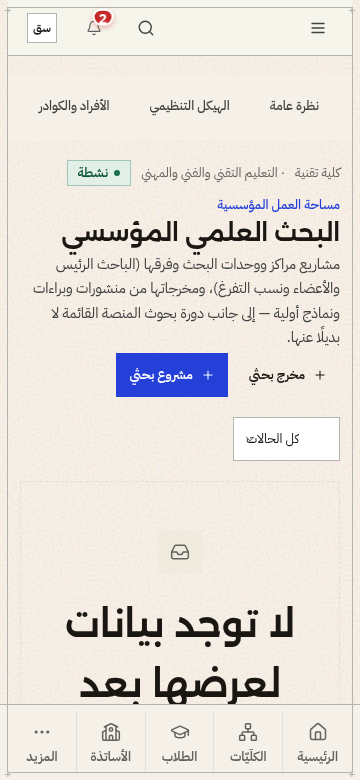 2
سق
نظرة عامة
الهيكل التنظيمي
الأفراد والكوادر
كلية تقنية · التعليم التقني والفني والمهني
نشطة
مساحة العمل المؤسسية
البحث العلمي المؤسسي
مشاريع مراكز ووحدات البحث وفرقها (الباحث الرئيس
والأعضاء ونسب التفرغ)، ومخرجاتها من منشورات وبراءات
ونماذج أولية — إلى جانب دورة بحوث المنصة القائمة لا
بديلًا عنها.
مخرج بحثي
مشروع بحثي
كل الحالات
لا توجد بيانات
لعرضها بعد
الرئيسية
الكليّات
الطلاب
الأساتذة
المزيد